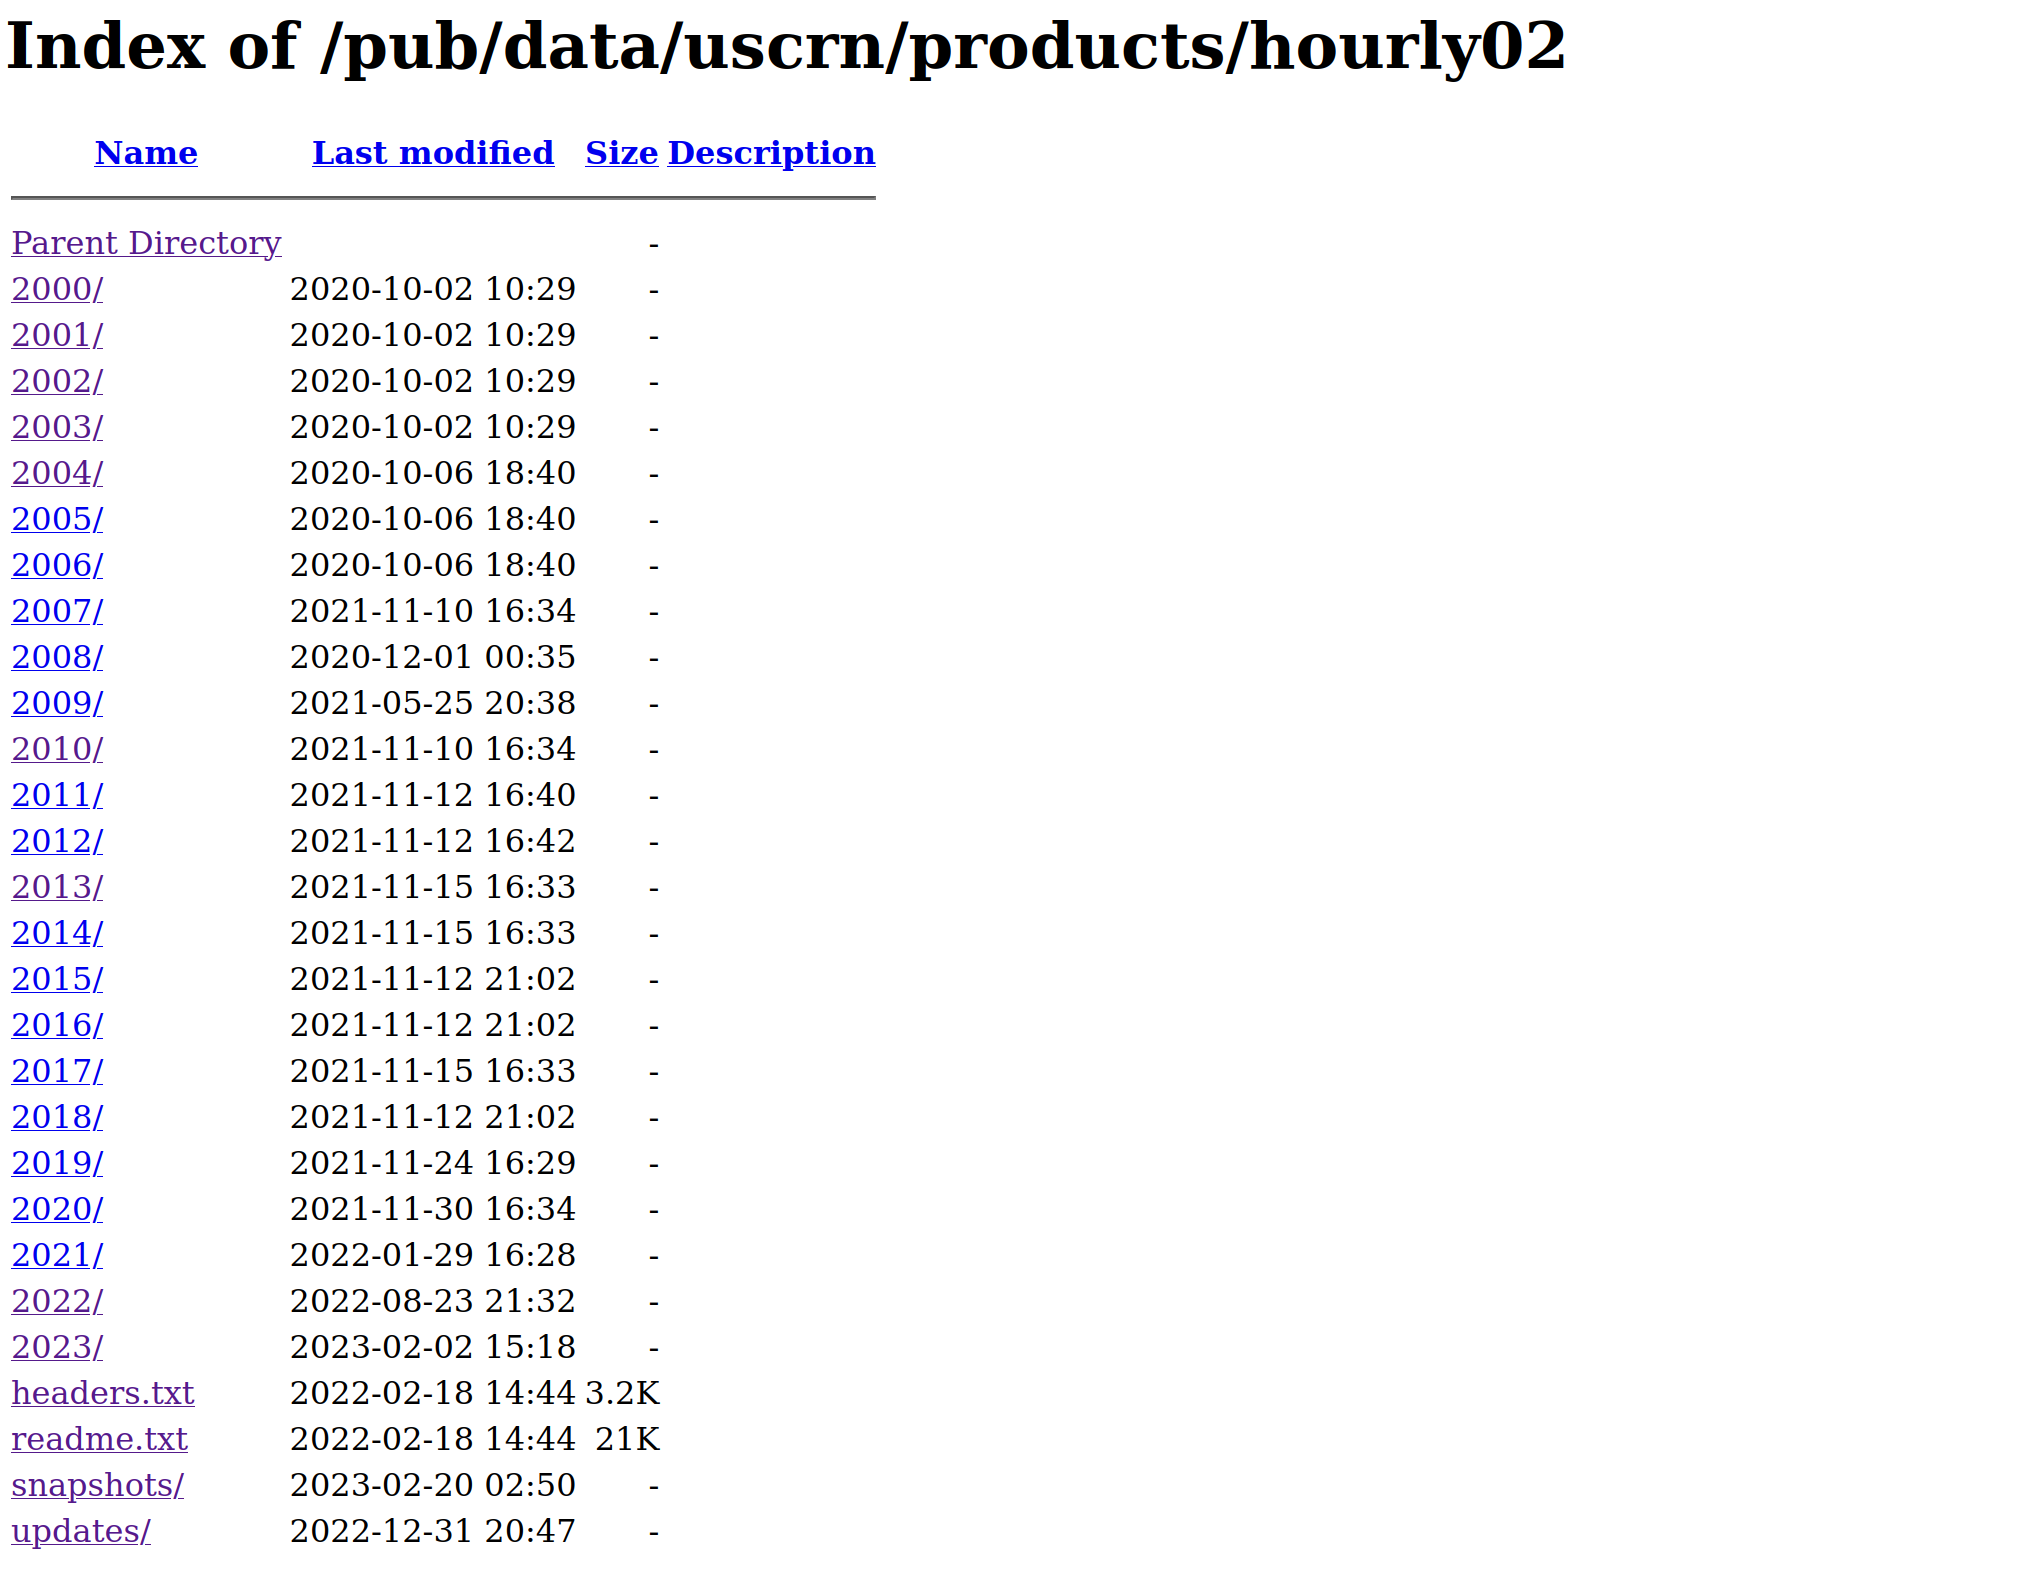 Index of /pub/data/uscrn/products/hourly02
Name Last modified Size Description
Parent Directory -
2000/ 2020-10-02 10:29 -
2001/ 2020-10-02 10:29 -
2002/ 2020-10-02 10:29 -
2003/ 2020-10-02 10:29 -
2004/ 2020-10-06 18:40 -
2005/ 2020-10-06 18:40 -
2006/ 2020-10-06 18:40 -
2007/ 2021-11-10 16:34 -
2008/ 2020-12-01 00:35 -
2009/ 2021-05-25 20:38 -
2010/ 2021-11-10 16:34 -
2011/ 2021-11-12 16:40 -
2012/ 2021-11-12 16:42 -
2013/ 2021-11-15 16:33 -
2014/ 2021-11-15 16:33 -
2015/ 2021-11-12 21:02 -
2016/ 2021-11-12 21:02 -
2017/ 2021-11-15 16:33 -
2018/ 2021-11-12 21:02 -
2019/ 2021-11-24 16:29 -
2020/ 2021-11-30 16:34 -
2021/ 2022-01-29 16:28 -
2022/ 2022-08-23 21:32 -
2023/ 2023-02-02 15:18 -
headers.txt 2022-02-18 14:44 3.2K
readme.txt 2022-02-18 14:44 21K
snapshots/ 2023-02-20 02:50 -
updates/ 2022-12-31 20:47 -